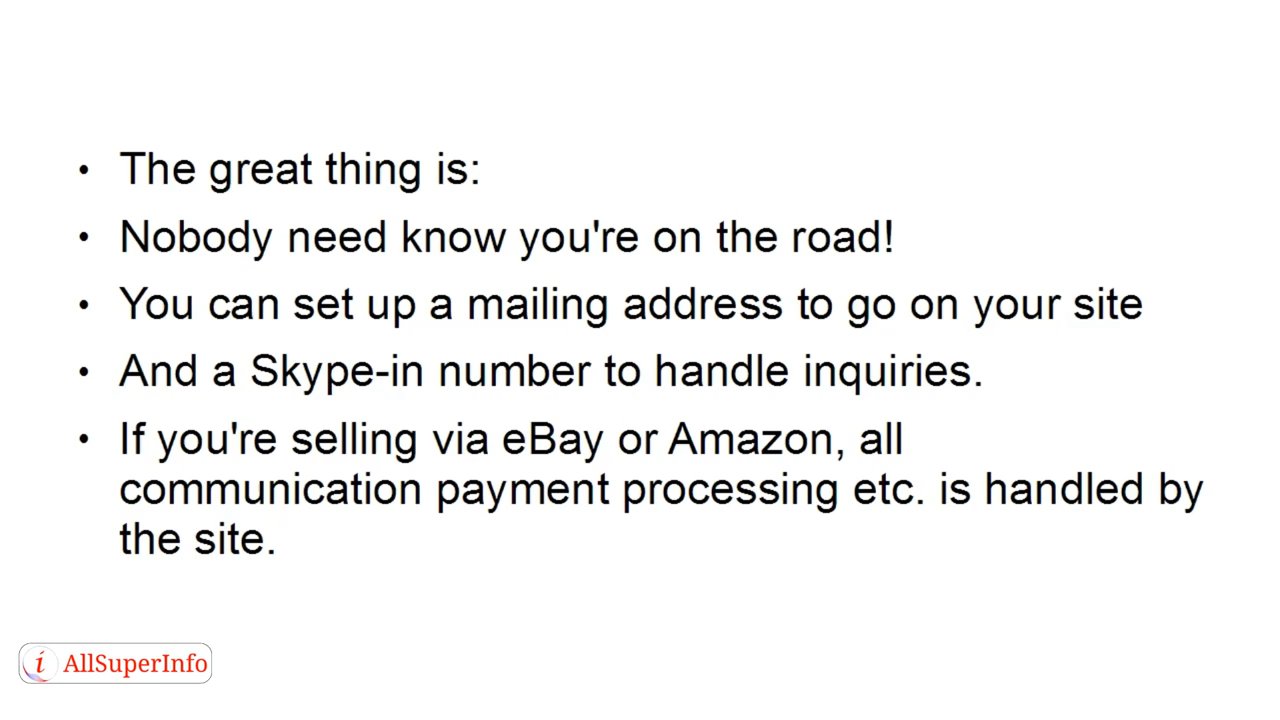 • The great thing is:
• Nobody need know you're on the road!
• You can set up a mailing address to go on your site
• And a Skype-in number to handle inquiries.
• If you're selling via eBay or Amazon, all
communication payment processing etc. is handled by
the site.
i AllSuperInfo